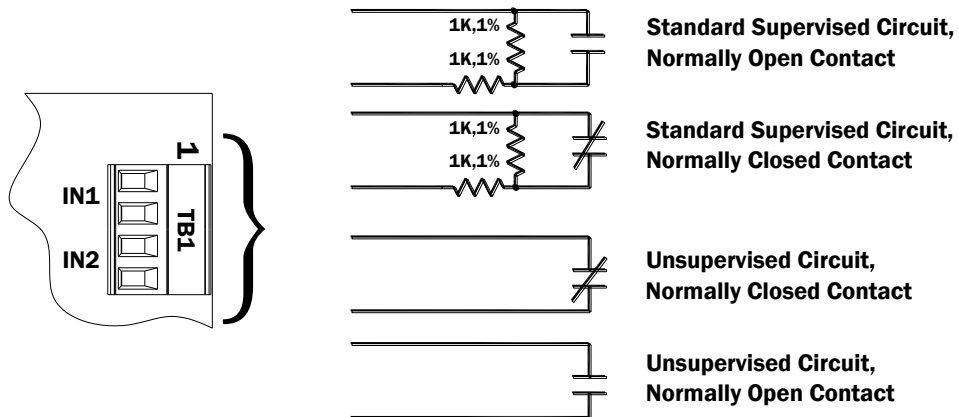 1K,1%
1K,1%
Standard Supervised Circuit,
Normally Open Contact
1K,1%
1K,1%
Standard Supervised Circuit,
Normally Closed Contact
1
IN1
TB1
IN2
Unsupervised Circuit,
Normally Closed Contact
Unsupervised Circuit,
Normally Open Contact